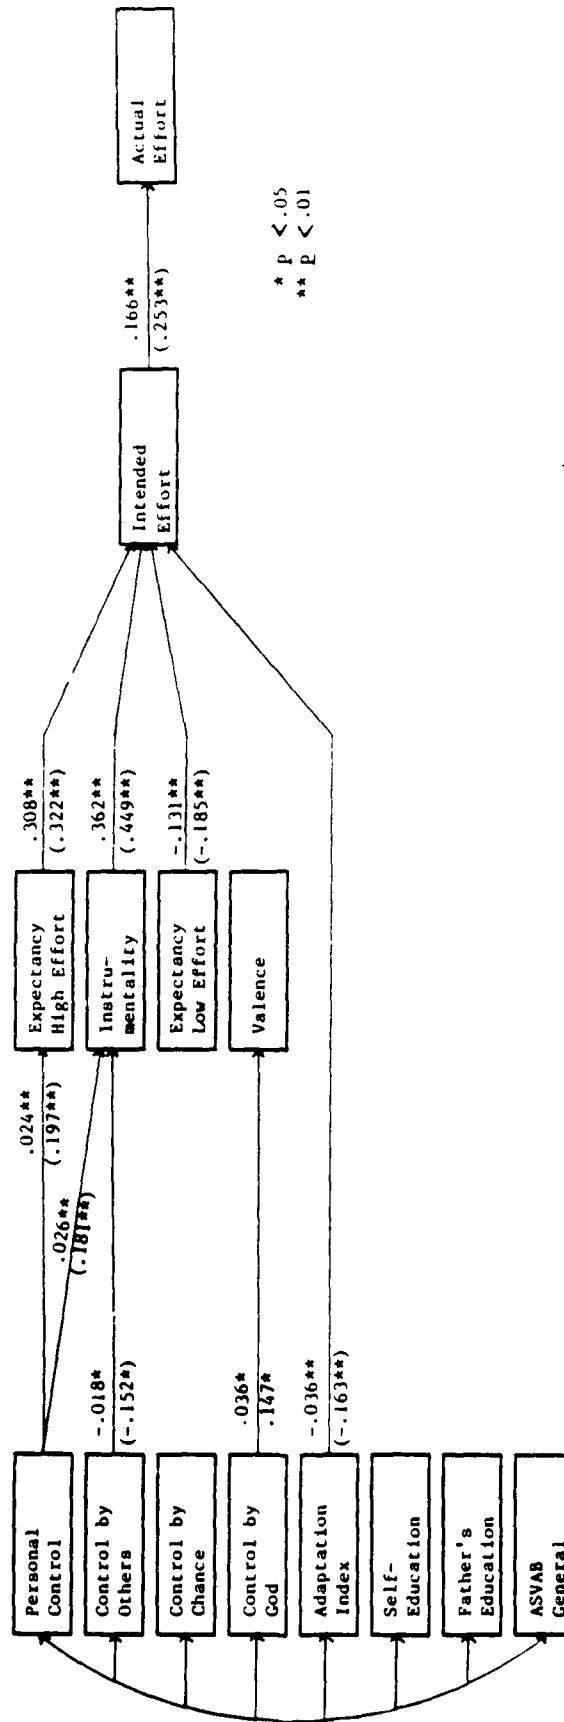 Personal
Control
Control by
Others
Control by
Chance
Control by
God
Adaptation
Index
Self-
Education
Father's
Education
ASVAB
General
.024**
(.197**)
.026**
(.181**)
-.018*
(-.152*)
.036*
.147*
-.036**
(-.163**)
Expectancy
High Effort
Instru-
mentality
Expectancy
Low Effort
Valence
.308**
(.322**)
.362**
(.449**)
-.131**
(-.185**)
Intended
Effort
.166**
(.253**)
Actual
Effort
* p < .05
** p < .01